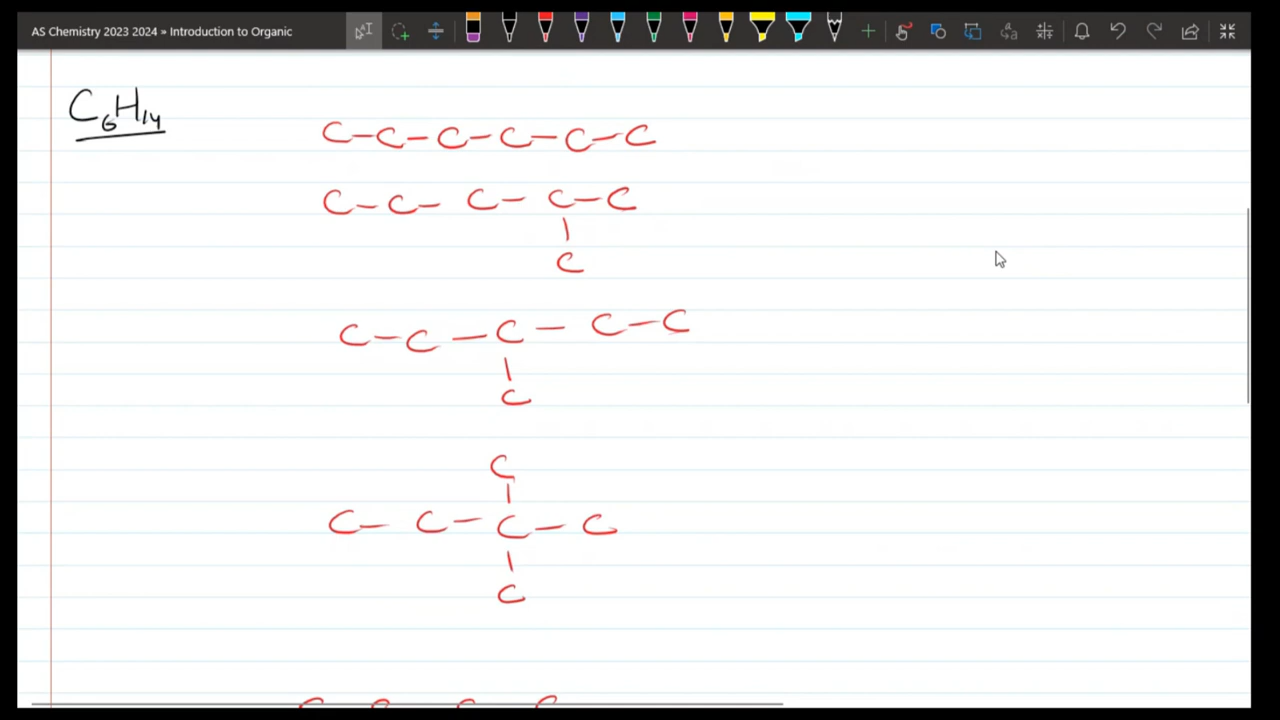 AS Chemistry 2023 2024 » Introduction to Organic
C₆H₁₄
C-C-C-C-C-C
C-C-C-C-C
|
C
C-C-C-C-C
|
C
C
|
C-C-C-C
|
C